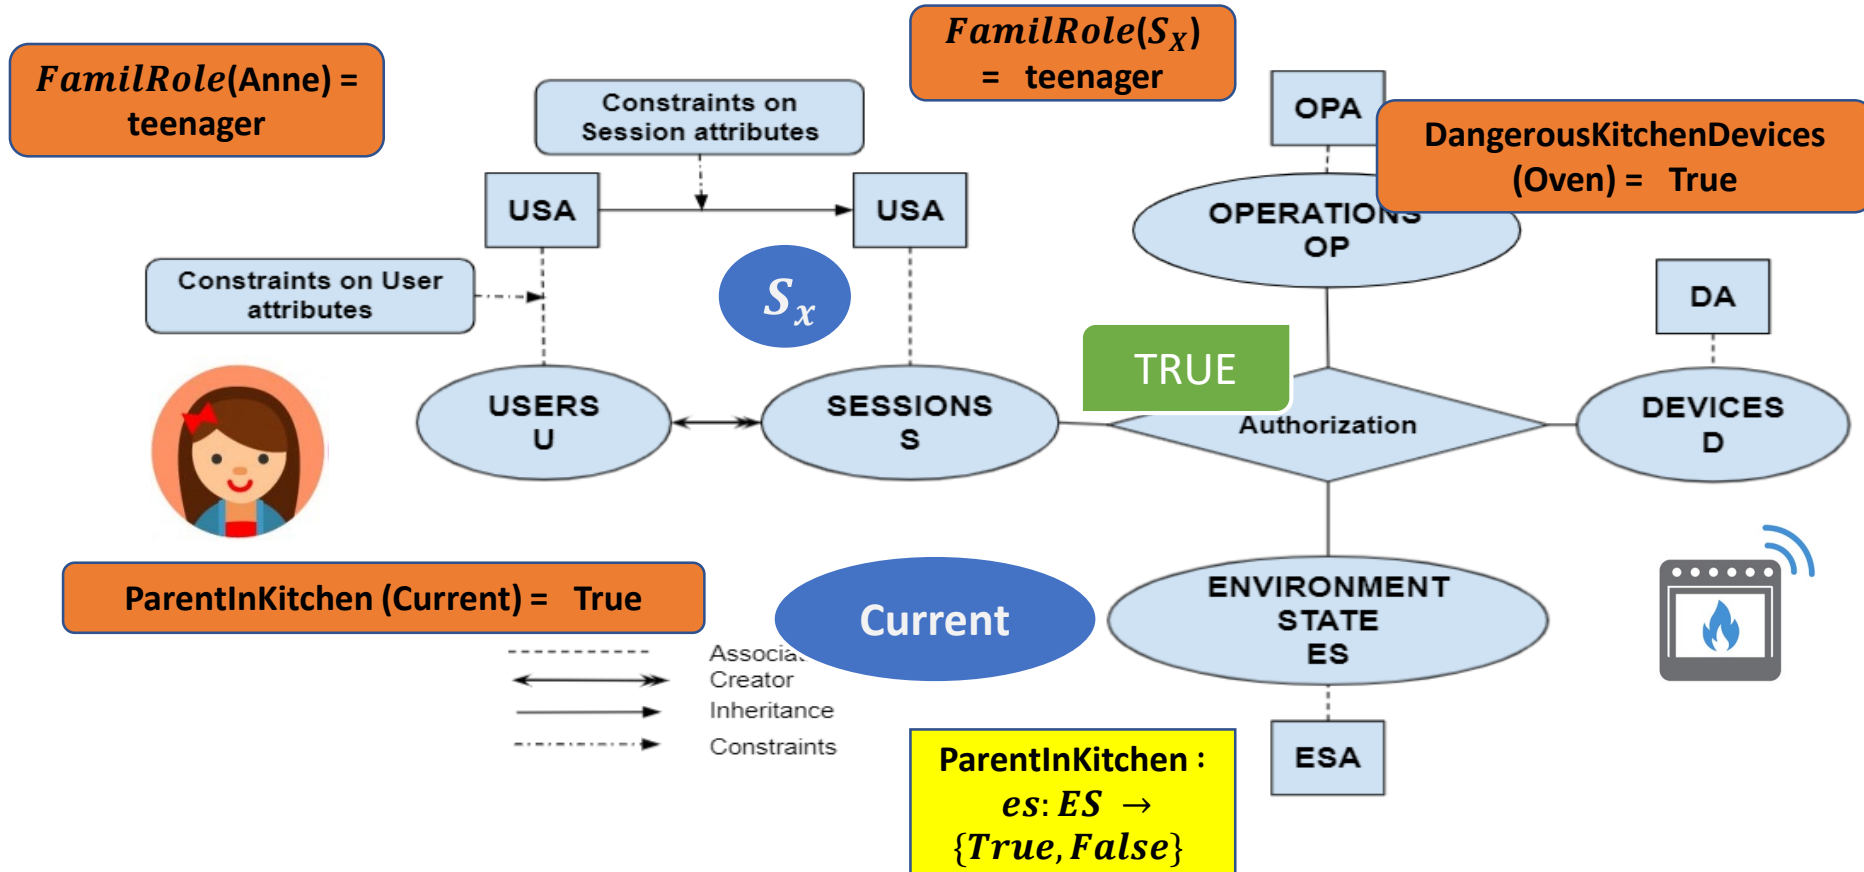 FamilRole(Anne) =
teenager
FamilRole(S_X)
= teenager
Constraints on
Session attributes
OPA
DangerousKitchenDevices
(Oven) = True
USA
USA
OPERATIONS
OP
Constraints on User
attributes
S_x
DA
TRUE
USERS
U
SESSIONS
S
Authorization
DEVICES
D
ParentInKitchen (Current) = True
Current
ENVIRONMENT
STATE
ES
Creator
Inheritance
Constraints
ParentInKitchen :
es: ES →
{True, False}
ESA